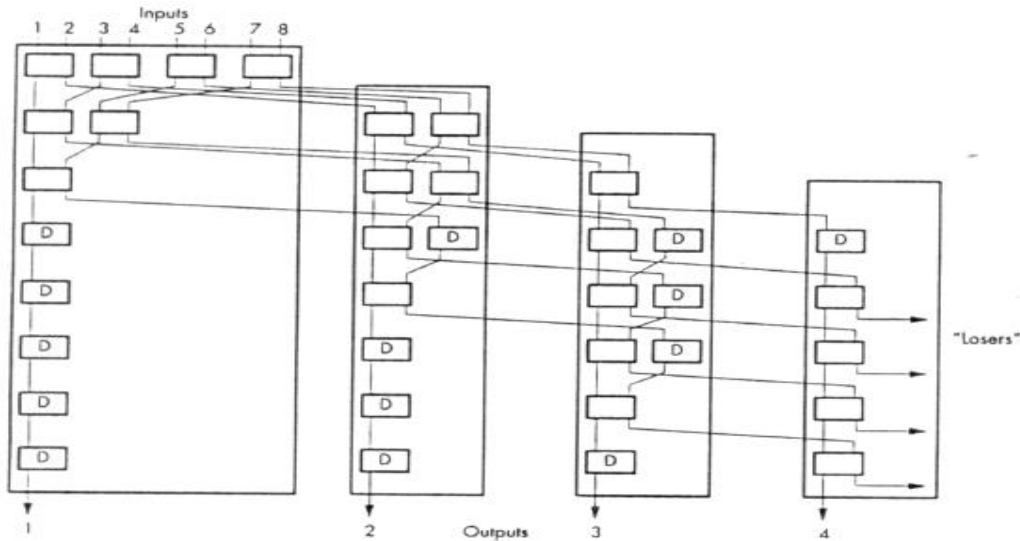 Inputs
1 2 3 4 5 6 7 8
D D D
D D
D D
D D
D D
D D D
1 2 Outputs 3 4
"Losers"